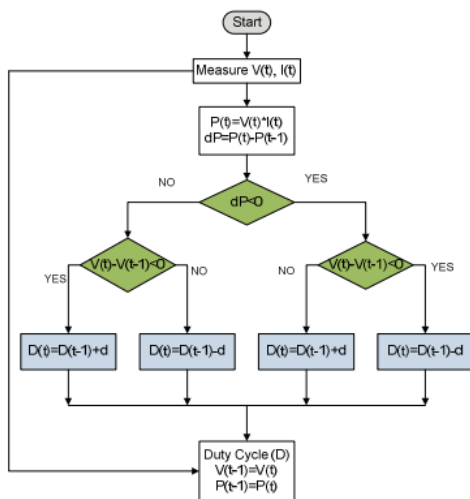 Start
Measure V(t), I(t)
P(t)=V(t)*I(t)
dP=P(t)-P(t-1)
NO
YES
dP<0
V(t)-V(t-1)<0
V(t)-V(t-1)<0
YES
NO
NO
YES
D(t)=D(t-1)+d
D(t)=D(t-1)-d
D(t)=D(t-1)+d
D(t)=D(t-1)-d
Duty Cycle (D)
V(t-1)=V(t)
P(t-1)=P(t)